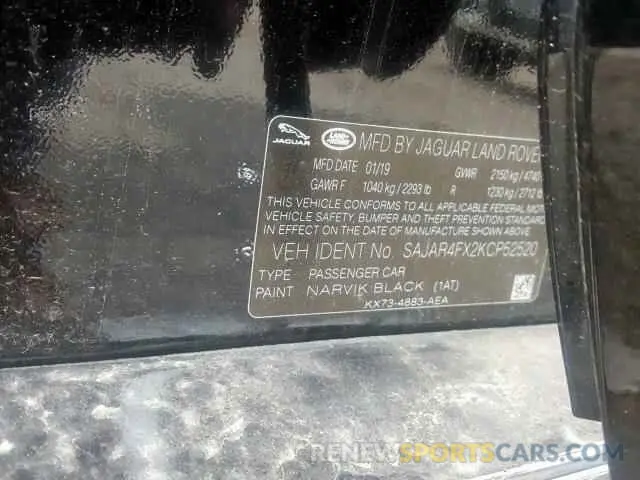 JAGUAR LAND ROVER MFD BY JAGUAR LAND ROVE
MFD DATE 01/19 GVWR 2150 kg / 4740
GAWR F 1040 kg / 2293 lb R 1230 kg / 2712 lb
THIS VEHICLE CONFORMS TO ALL APPLICABLE FEDERAL MOTO
VEHICLE SAFETY, BUMPER AND THEFT PREVENTION STAND
IN EFFECT ON THE DATE OF MANUFACTURE SHOWN ABOVE
VEH IDENT No. SAJAR4FX2KCP52520
TYPE PASSENGER CAR
PAINT NARVIK BLACK (1AT)
KX73-4883-AEA
RENEWSPORTSCARS.COM